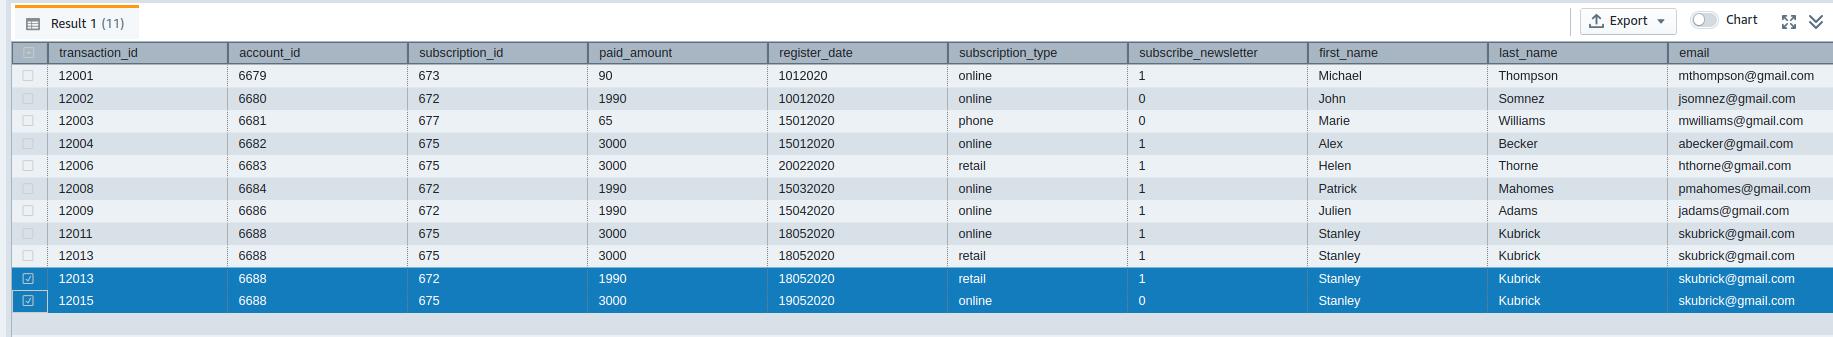 Result 1 (11) Export Chart
transaction_id account_id subscription_id paid_amount register_date subscription_type subscribe_newsletter first_name last_name email
12001 6679 673 90 1012020 online 1 Michael Thompson mthompson@gmail.com
12002 6680 672 1990 10012020 online 0 John Somnez jsomnez@gmail.com
12003 6681 677 65 15012020 phone 0 Marie Williams mwilliams@gmail.com
12004 6682 675 3000 15012020 online 1 Alex Becker abecker@gmail.com
12006 6683 675 3000 20022020 retail 1 Helen Thorne hthorne@gmail.com
12008 6684 672 1990 15032020 online 1 Patrick Mahomes pmahomes@gmail.com
12009 6686 672 1990 15042020 online 1 Julien Adams jadams@gmail.com
12011 6688 675 3000 18052020 online 1 Stanley Kubrick skubrick@gmail.com
12013 6688 675 3000 18052020 retail 1 Stanley Kubrick skubrick@gmail.com
12013 6688 672 1990 18052020 retail 1 Stanley Kubrick skubrick@gmail.com
12015 6688 675 3000 19052020 online 0 Stanley Kubrick skubrick@gmail.com